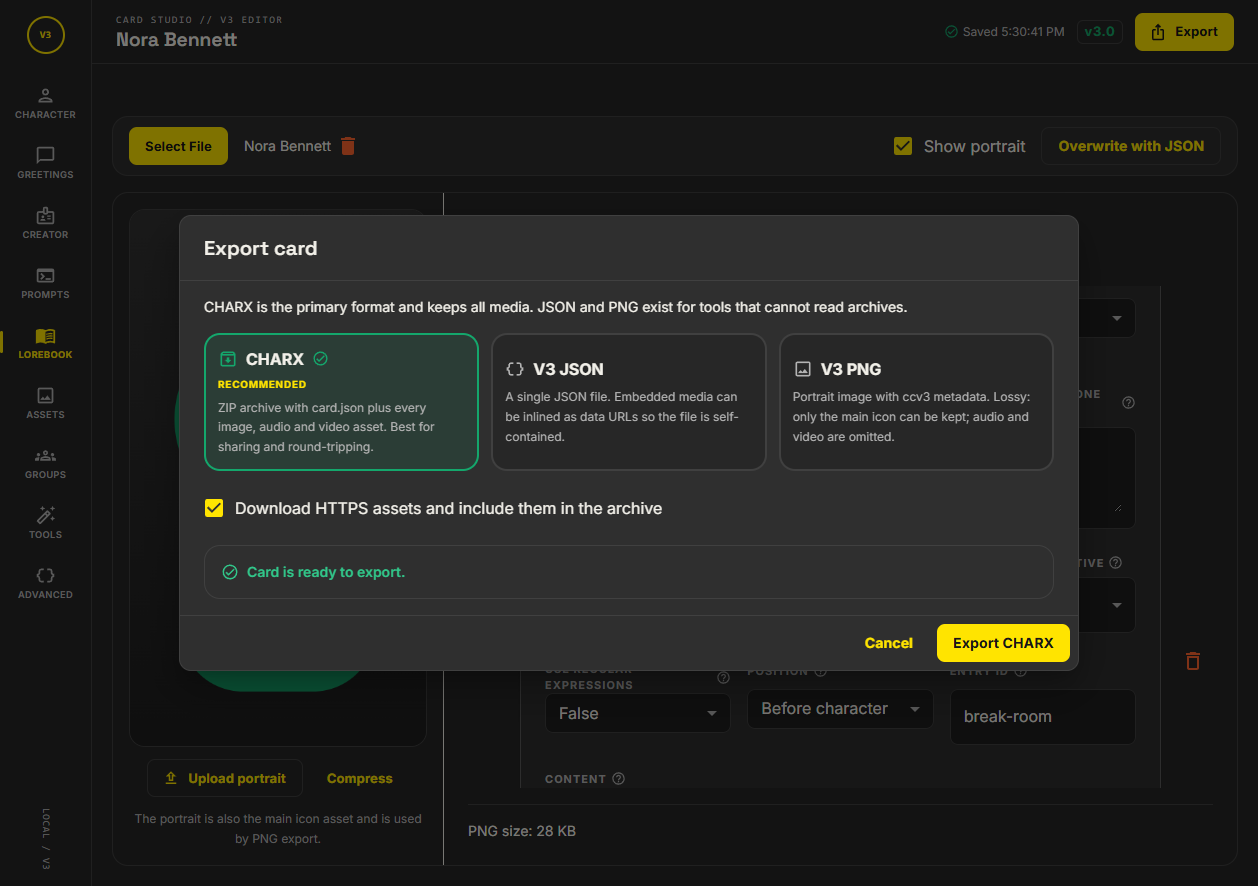 V3
CARD STUDIO // V3 EDITOR
Nora Bennett
Saved 5:30:41 PM
v3.0
Export
CHARACTER
GREETINGS
CREATOR
PROMPTS
LOREBOOK
ASSETS
GROUPS
TOOLS
ADVANCED
LOCAL / V3
Select File
Nora Bennett
Show portrait
Overwrite with JSON
Export card
CHARX is the primary format and keeps all media. JSON and PNG exist for tools that cannot read archives.
CHARX
RECOMMENDED
ZIP archive with card.json plus every
image, audio and video asset. Best for
sharing and round-tripping.
V3 JSON
A single JSON file. Embedded media can
be inlined as data URLs so the file is self-
contained.
V3 PNG
Portrait image with ccv3 metadata. Lossy:
only the main icon can be kept; audio and
video are omitted.
Download HTTPS assets and include them in the archive
Card is ready to export.
Cancel
Export CHARX
USE REGULAR
EXPRESSIONS
False
POSITION
Before character
ENTRY ID
break-room
CONTENT
Upload portrait
Compress
The portrait is also the main icon asset and is used
by PNG export.
PNG size: 28 KB